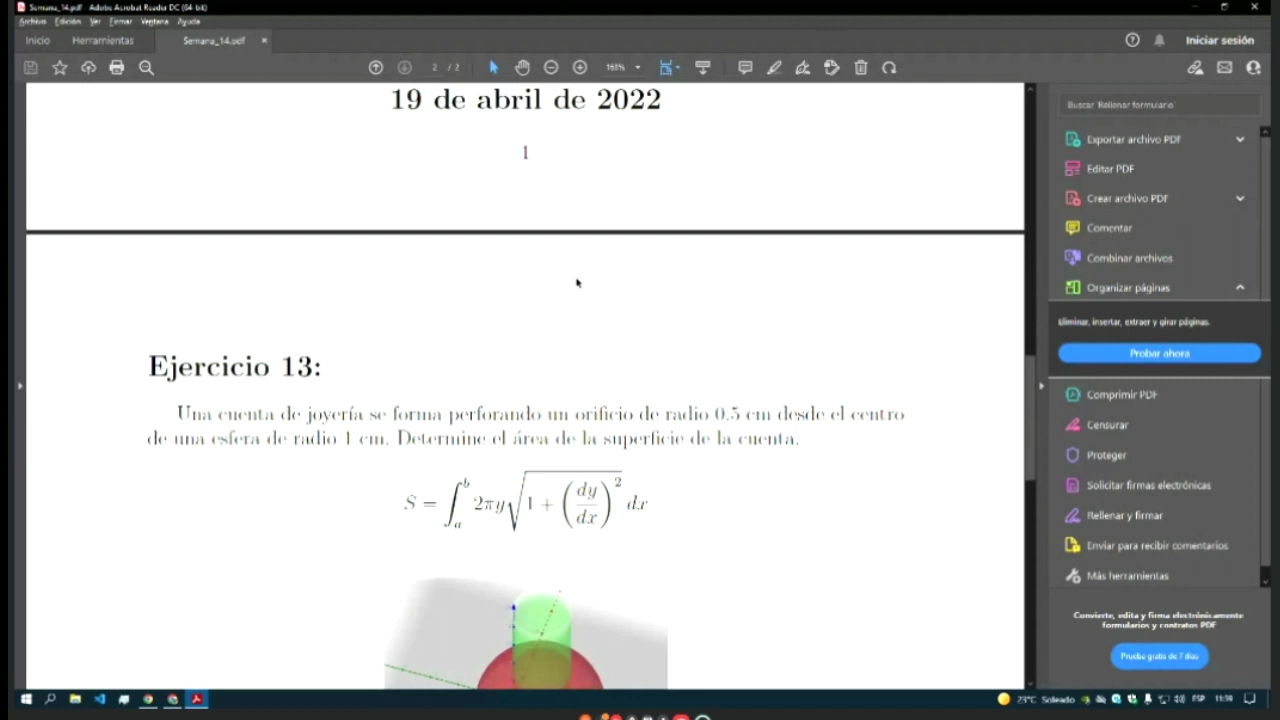 Semana_14.pdf - Adobe Acrobat Reader DC (64-bit)
Archivo Edición Ver Firmar Ventana Ayuda
Inicio Herramientas Semana_14.pdf × Iniciar sesión
2 / 2 168%
19 de abril de 2022
1
Ejercicio 13:
Una cuenta de joyería se forma perforando un orificio de radio 0.5 cm desde el centro
de una esfera de radio 1 cm. Determine el área de la superficie de la cuenta.
S = ∫_a^b 2πy √(1 + (dy/dx)^2) dx
Buscar 'Rellenar formulario'
Exportar archivo PDF
Editar PDF
Crear archivo PDF
Comentar
Combinar archivos
Organizar páginas
Eliminar, insertar, extraer y girar páginas.
Probar ahora
Comprimir PDF
Censurar
Proteger
Solicitar firmas electrónicas
Rellenar y firmar
Enviar para recibir comentarios
Más herramientas
Convierte, edita y firma electrónicamente
formularios y contratos PDF
Prueba gratis de 7 días
23°C Soleado ESP 11:39